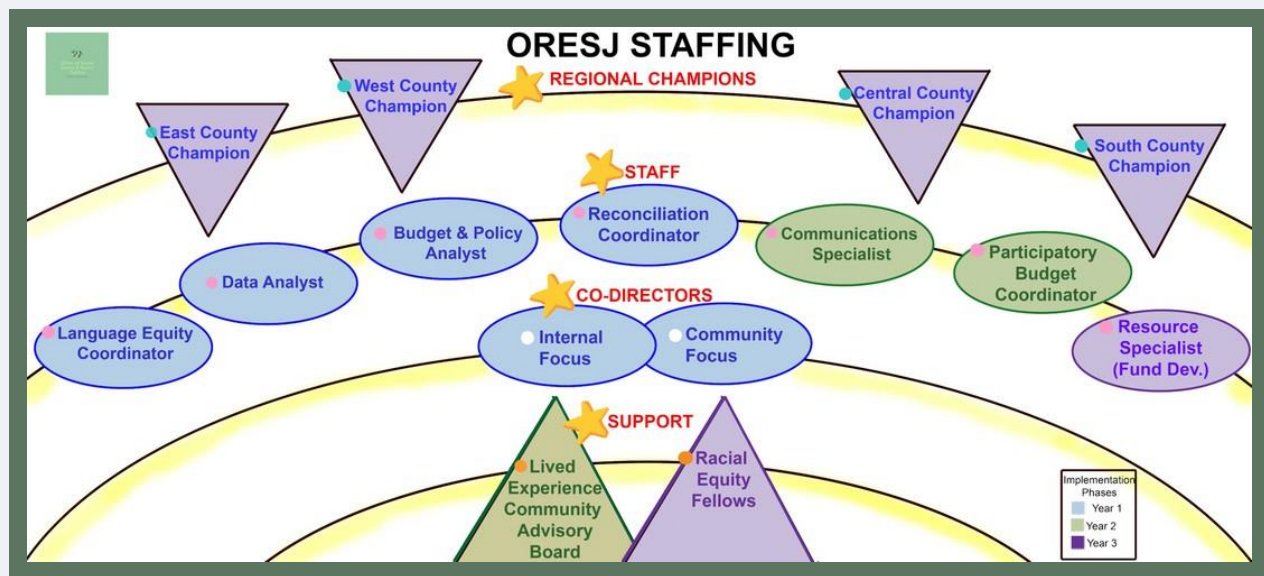 ORESJ STAFFING
REGIONAL CHAMPIONS
East County
Champion
West County
Champion
Central County
Champion
South County
Champion
STAFF
Language Equity
Coordinator
Data Analyst
Budget & Policy
Analyst
Reconciliation
Coordinator
Communications
Specialist
Participatory
Budget
Coordinator
Resource
Specialist
(Fund Dev.)
CO-DIRECTORS
Internal
Focus
Community
Focus
SUPPORT
Lived
Experience
Community
Advisory
Board
Racial
Equity
Fellows
Implementation
Phases
Year 1
Year 2
Year 3